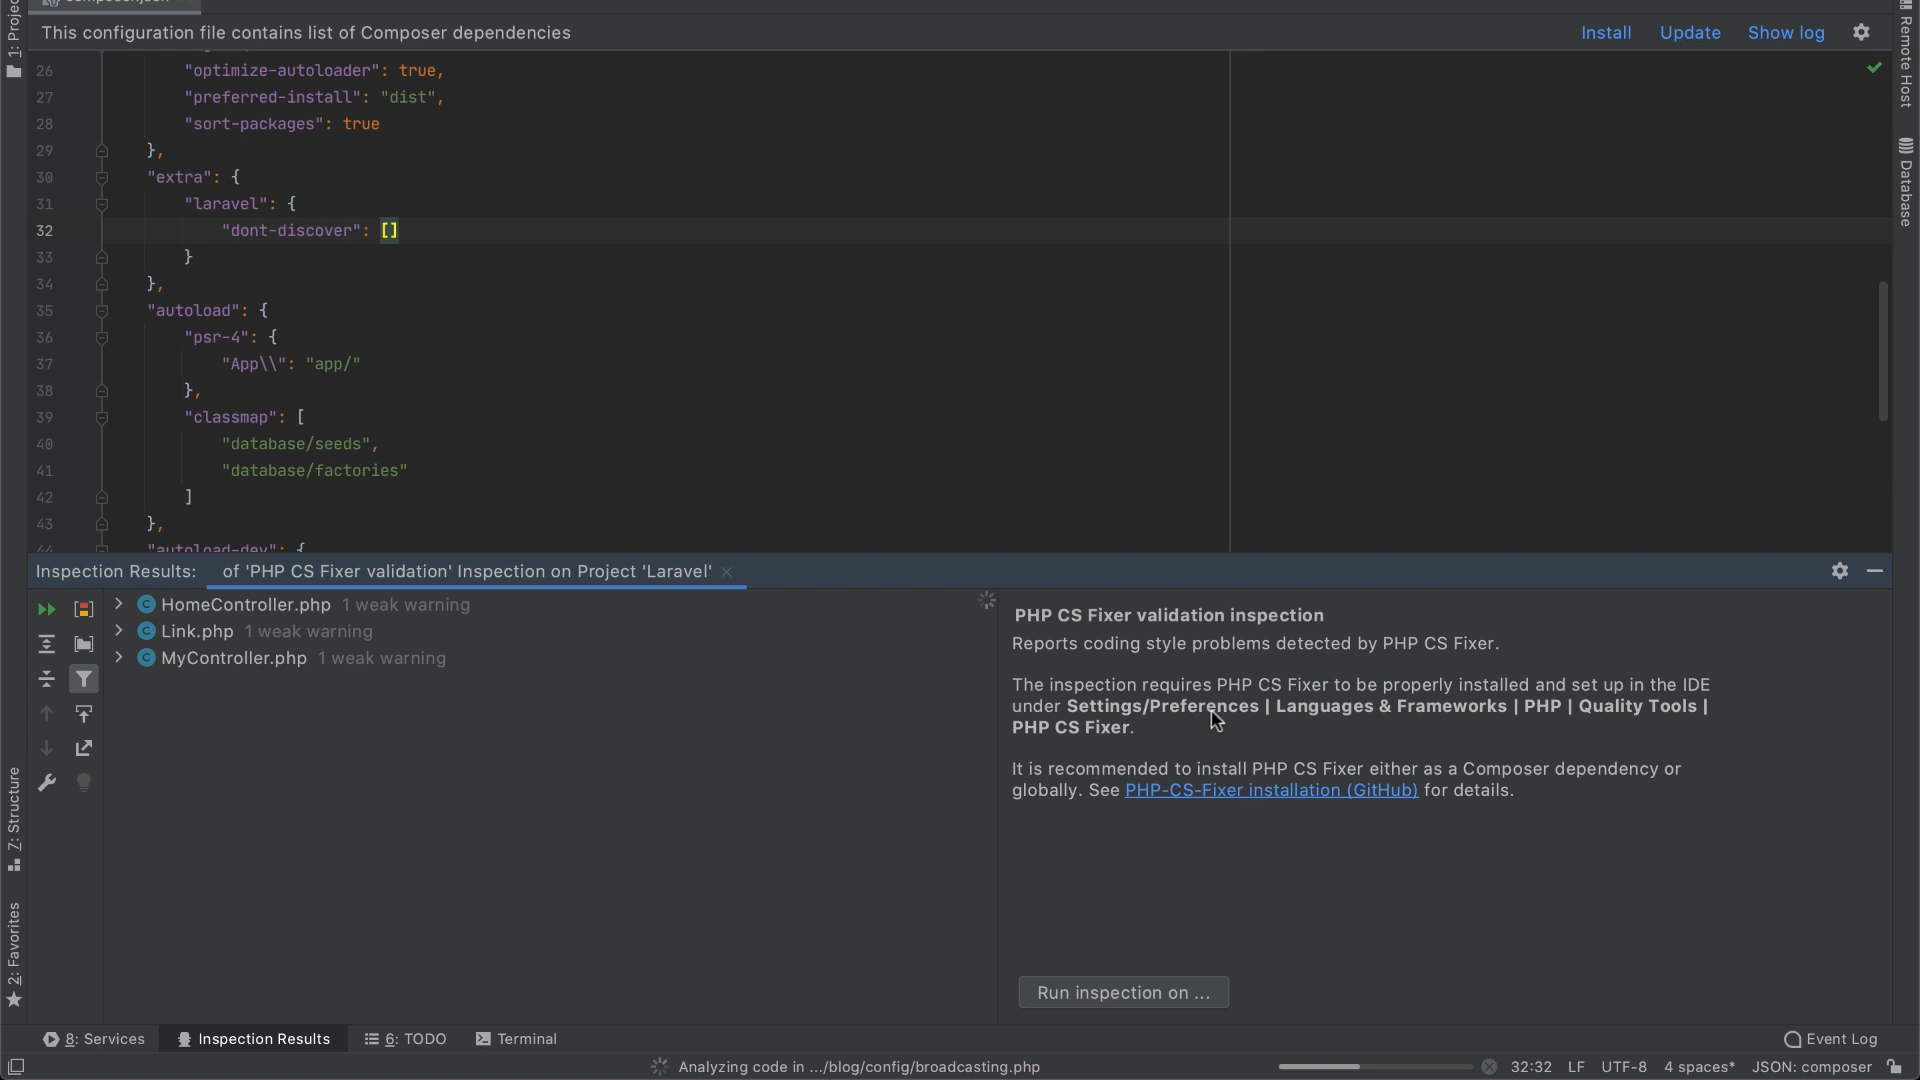 This configuration file contains list of Composer dependencies
Install Update Show log
26 "optimize-autoloader": true,
27 "preferred-install": "dist",
28 "sort-packages": true
29 },
30 "extra": {
31 "laravel": {
32 "dont-discover": []
33 }
34 },
35 "autoload": {
36 "psr-4": {
37 "App\\": "app/"
38 },
39 "classmap": [
40 "database/seeds",
41 "database/factories"
42 ]
43 },
44 "autoload-dev": {
Remote Host
Database
Inspection Results: of 'PHP CS Fixer validation' Inspection on Project 'Laravel'
HomeController.php 1 weak warning
Link.php 1 weak warning
MyController.php 1 weak warning
PHP CS Fixer validation inspection
Reports coding style problems detected by PHP CS Fixer.
The inspection requires PHP CS Fixer to be properly installed and set up in the IDE
under Settings/Preferences | Languages & Frameworks | PHP | Quality Tools |
PHP CS Fixer.
It is recommended to install PHP CS Fixer either as a Composer dependency or
globally. See PHP-CS-Fixer installation (GitHub) for details.
Run inspection on ...
7: Structure
2: Favorites
8: Services Inspection Results 6: TODO Terminal Event Log
Analyzing code in .../blog/config/broadcasting.php 32:32 LF UTF-8 4 spaces* JSON: composer